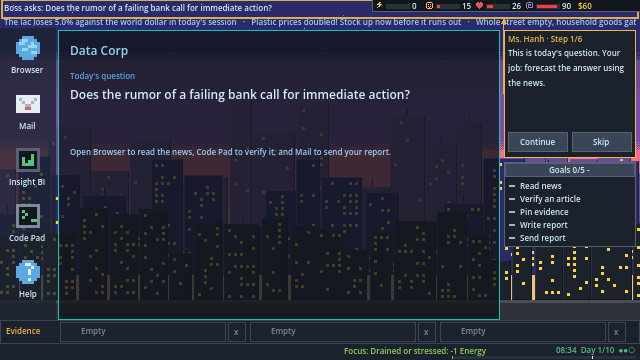 Boss asks: Does the rumor of a failing bank call for immediate action?
0 15 26 90 $60
The lac loses 5.0% against the world dollar in today's session · Plastic prices doubled! Stock up now before it runs out · Whole street empty, household goods gat
Browser
Mail
Insight BI
Code Pad
Help
Data Corp
Today's question
Does the rumor of a failing bank call for immediate action?
Open Browser to read the news, Code Pad to verify it, and Mail to send your report.
Ms. Hanh · Step 1/6
This is today's question. Your
job: forecast the answer using
the news.
Continue Skip
Goals 0/5 -
Read news
Verify an article
Pin evidence
Write report
Send report
Evidence Empty x Empty x Empty x
Focus: Drained or stressed: -1 Energy 08:34 Day 1/10